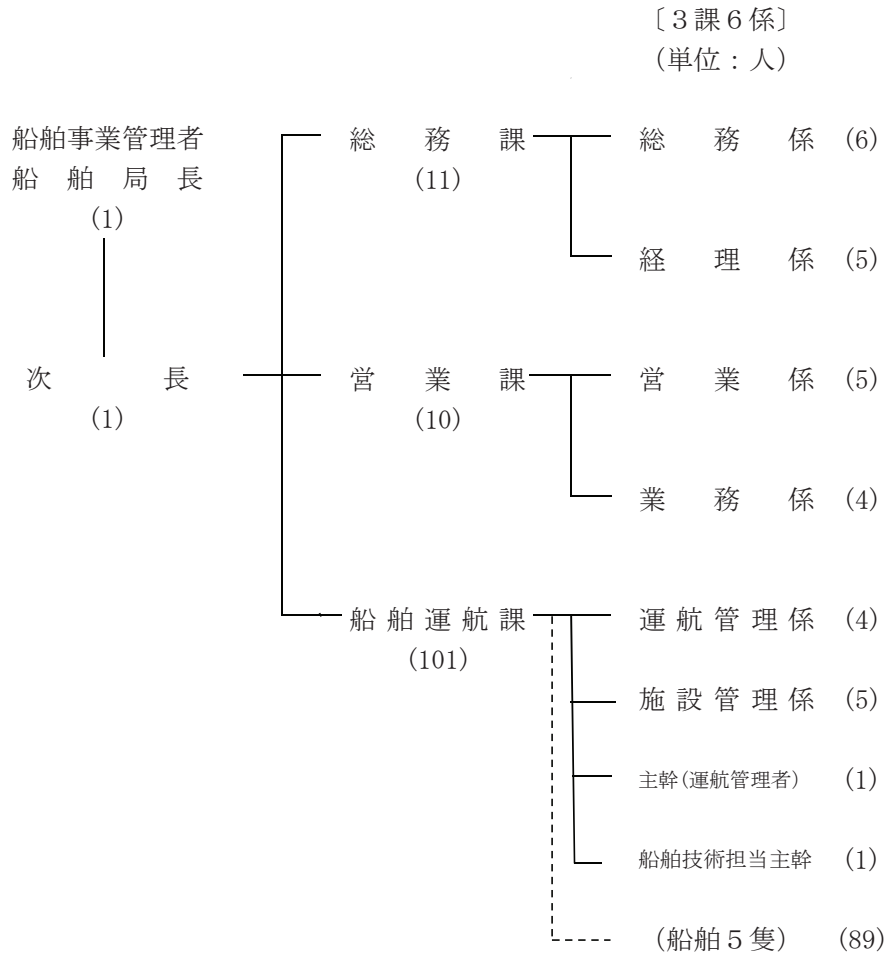 〔３課６係〕
（単位：人）
船舶事業管理者
船舶局長
(1)
総務課
(11)
総務係 (6)
経理係 (5)
次長
(1)
営業課
(10)
営業係 (5)
業務係 (4)
船舶運航課
(101)
運航管理係 (4)
施設管理係 (5)
主幹(運航管理者) (1)
船舶技術担当主幹 (1)
（船舶５隻） (89)